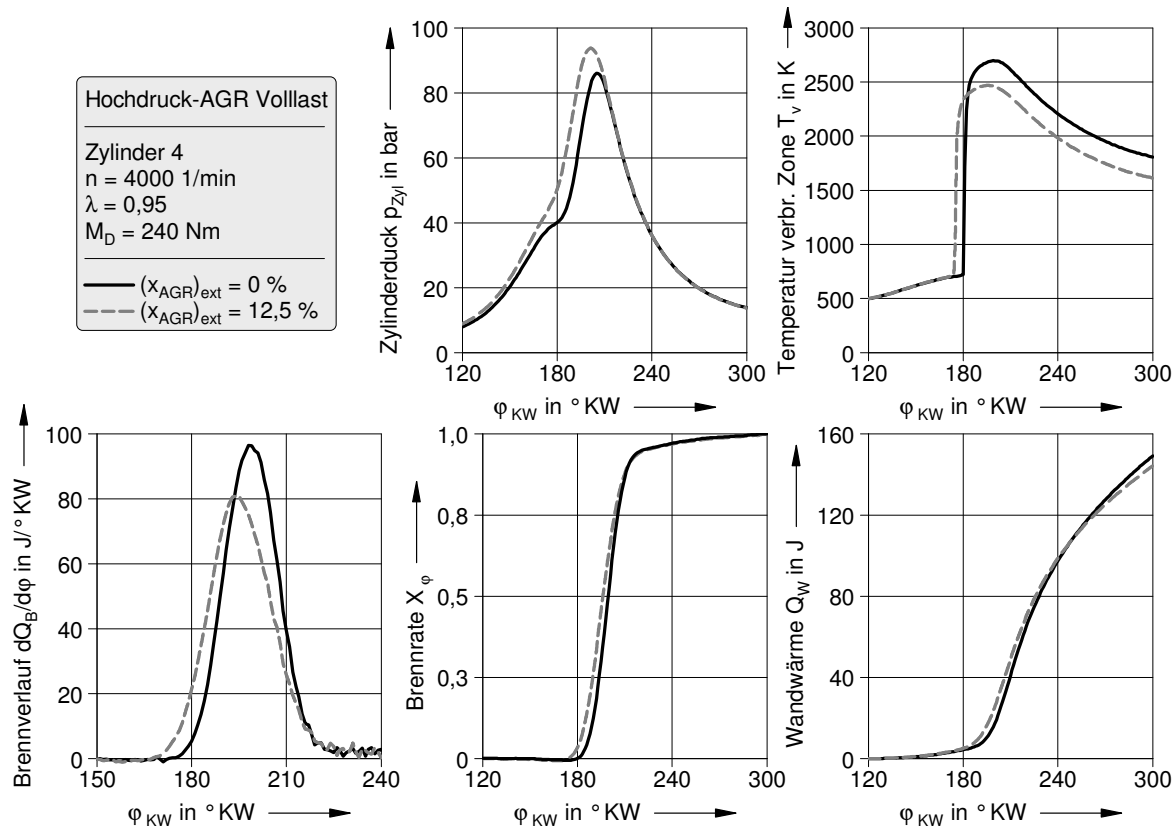 Hochdruck-AGR Volllast
Zylinder 4
n = 4000 1/min
λ = 0,95
M_D = 240 Nm
(x_AGR)_ext = 0 %
(x_AGR)_ext = 12,5 %
Zylinderduck p_Zyl in bar
100
80
60
40
20
0
120 180 240 300
φ_KW in °KW
Temperatur verbr. Zone T_v in K
3000
2500
2000
1500
1000
500
0
120 180 240 300
φ_KW in °KW
Brennverlauf dQ_B/dφ in J/°KW
100
80
60
40
20
0
150 180 210 240
φ_KW in °KW
Brennrate X_φ
1,0
0,8
0,5
0,3
0
120 180 240 300
φ_KW in °KW
Wandwärme Q_W in J
160
120
80
40
0
120 180 240 300
φ_KW in °KW